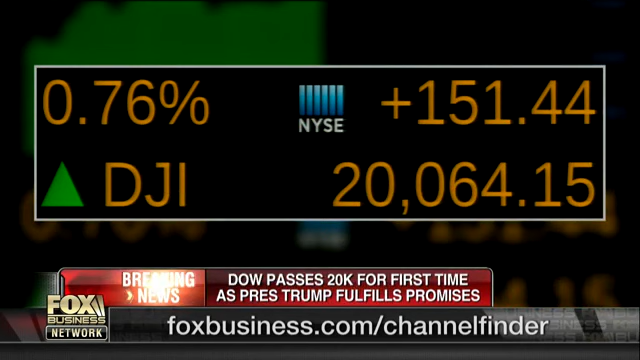 0.76%
NYSE
+151.44
DJI
20,064.15
BREAKING
NEWS
DOW PASSES 20K FOR FIRST TIME
AS PRES TRUMP FULFILLS PROMISES
FOX
BUSINESS
NETWORK
foxbusiness.com/channelfinder